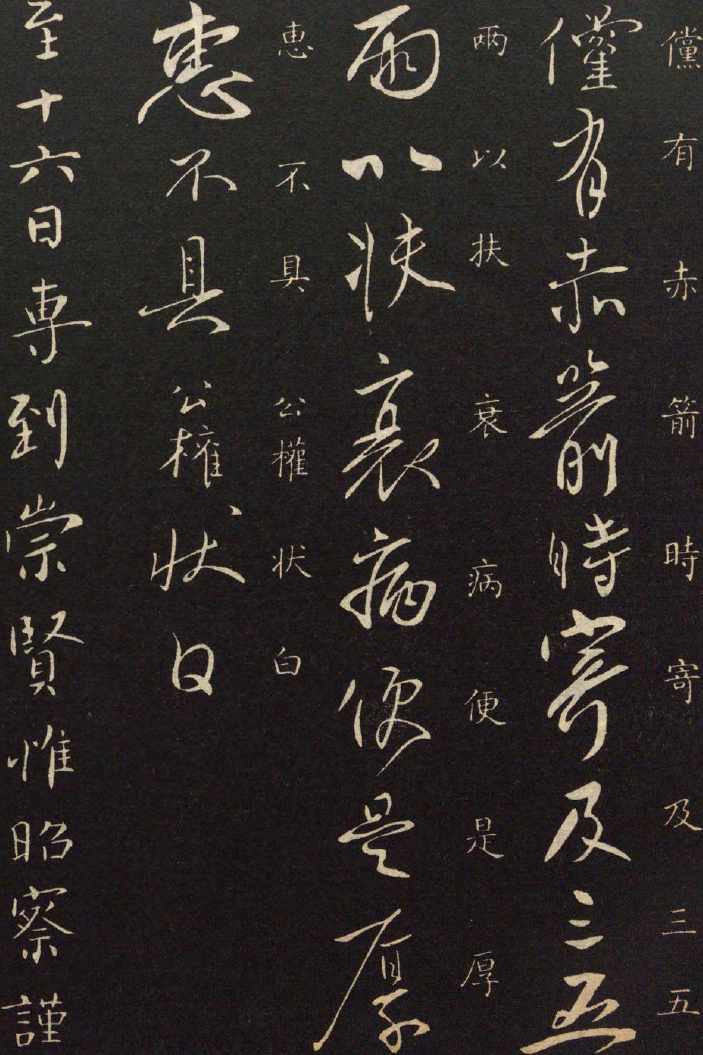 儻有赤箭時寄及三五
儻有赤箭時寄及三五
兩以扶衰病便是厚
兩以扶衰病便是厚
惠不具公權状白
惠不具公權状白
至十六日専到崇賢惟昭察謹